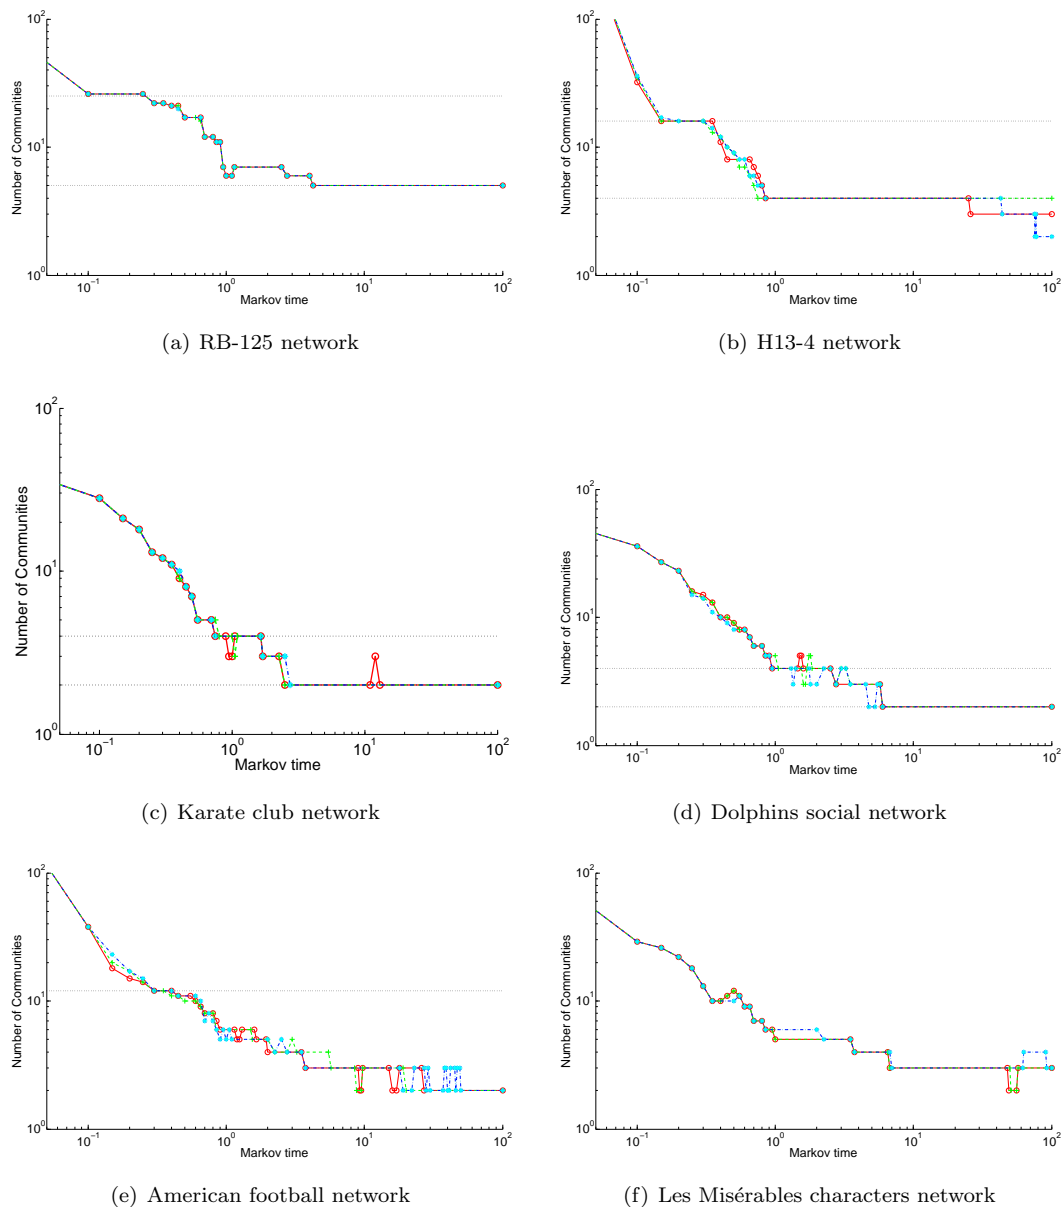 10^2
10^1
10^0
Number of Communities
10^-1 10^0 10^1 10^2
Markov time
(a) RB-125 network
10^2
10^1
10^0
Number of Communities
10^-1 10^0 10^1 10^2
Markov time
(b) H13-4 network
10^2
10^1
10^0
Number of Communities
10^-1 10^0 10^1 10^2
Markov time
(c) Karate club network
10^2
10^1
10^0
Number of Communities
10^-1 10^0 10^1 10^2
Markov time
(d) Dolphins social network
10^2
10^1
10^0
Number of Communities
10^-1 10^0 10^1 10^2
Markov time
(e) American football network
10^2
10^1
10^0
Number of Communities
10^-1 10^0 10^1 10^2
Markov time
(f) Les Misérables characters network